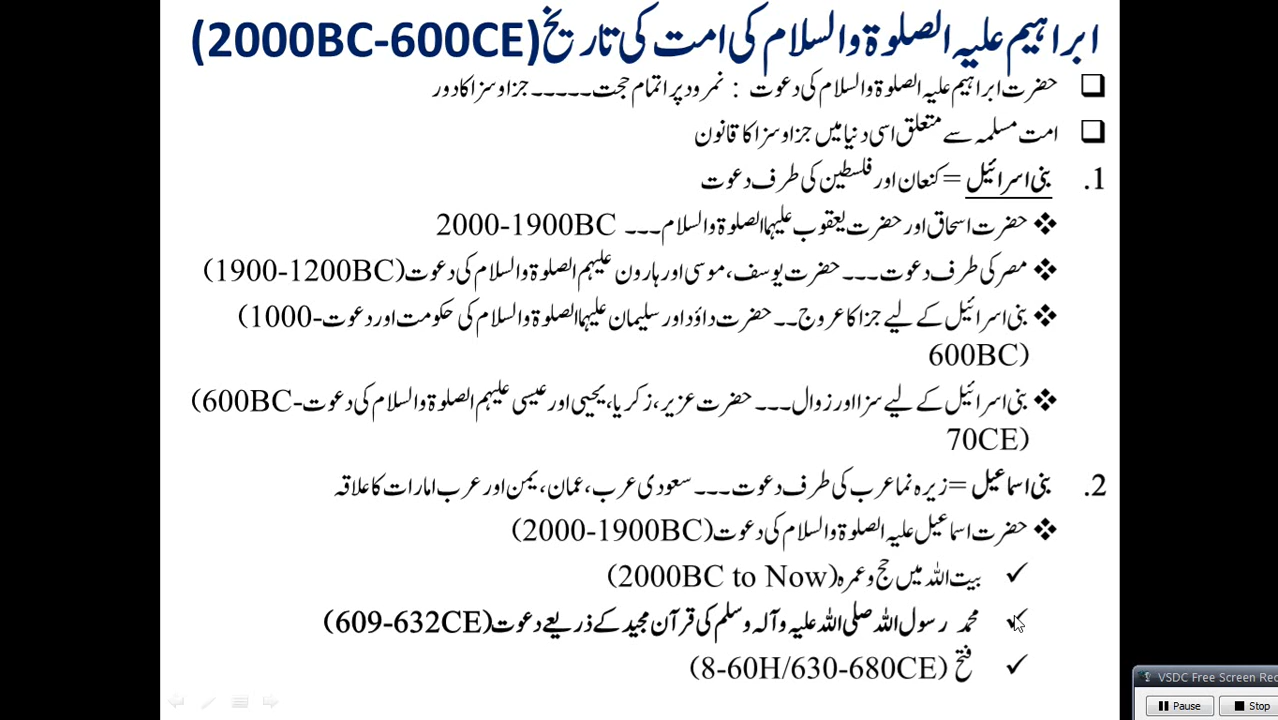 ابراہیم علیہ الصلوۃ والسلام کی امت کی تاریخ(2000BC-600CE)
❑ حضرت ابراہیم علیہ الصلوۃ والسلام کی دعوت : نمرود پر اتمام حجت ۔۔۔۔۔ جزا و سزا کا دور
❑ امت مسلمہ سے متعلق اسی دنیا میں جزا و سزا کا قانون
1. بنی اسرائیل = کنعان اور فلسطین کی طرف دعوت
❖ حضرت اسحاق اور حضرت یعقوب علیہما الصلوۃ والسلام ۔۔۔ 2000-1900BC
❖ مصر کی طرف دعوت ۔۔۔ حضرت یوسف، موسی اور ہارون علیہم الصلوۃ والسلام کی دعوت (1900-1200BC)
❖ بنی اسرائیل کے لیے جزا کا عروج ۔۔ حضرت داؤد اور سلیمان علیہما الصلوۃ والسلام کی حکومت اور دعوت (1000-
600BC)
❖ بنی اسرائیل کے لیے سزا اور زوال ۔۔۔ حضرت عزیر، زکریا، یحیی اور عیسی علیہم الصلوۃ والسلام کی دعوت (600BC-
70CE)
2. بنی اسماعیل = زیرہ نما عرب کی طرف دعوت ۔۔۔ سعودی عرب، عمان، یمن اور عرب امارات کا علاقہ
❖ حضرت اسماعیل علیہ الصلوۃ والسلام کی دعوت (2000-1900BC)
✓ بیت اللہ میں حج و عمرہ (2000BC to Now)
✓ محمد رسول اللہ صلی اللہ علیہ وآلہ وسلم کی قرآن مجید کے ذریعے دعوت (609-632CE)
✓ فتح (8-60H/630-680CE)
VSDC Free Screen Rec
Pause Stop